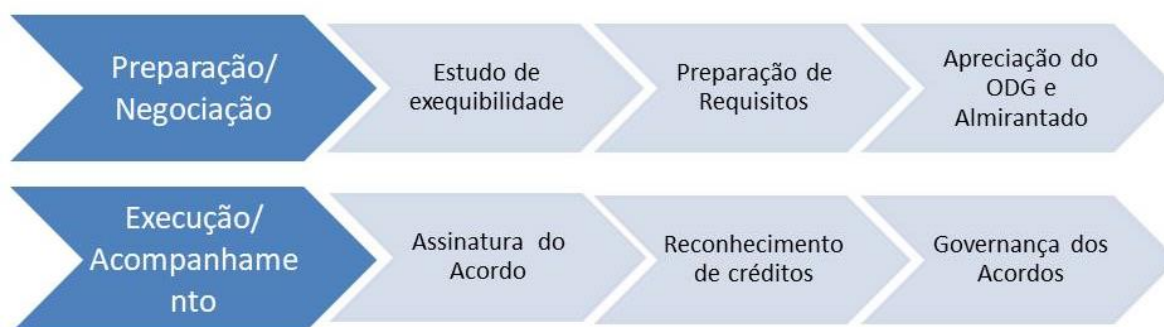 Preparação/
Negociação
Estudo de
exequibilidade
Preparação de
Requisitos
Apreciação do
ODG e
Almirantado
Execução/
Acompanhame
nto
Assinatura do
Acordo
Reconhecimento
de créditos
Governança dos
Acordos